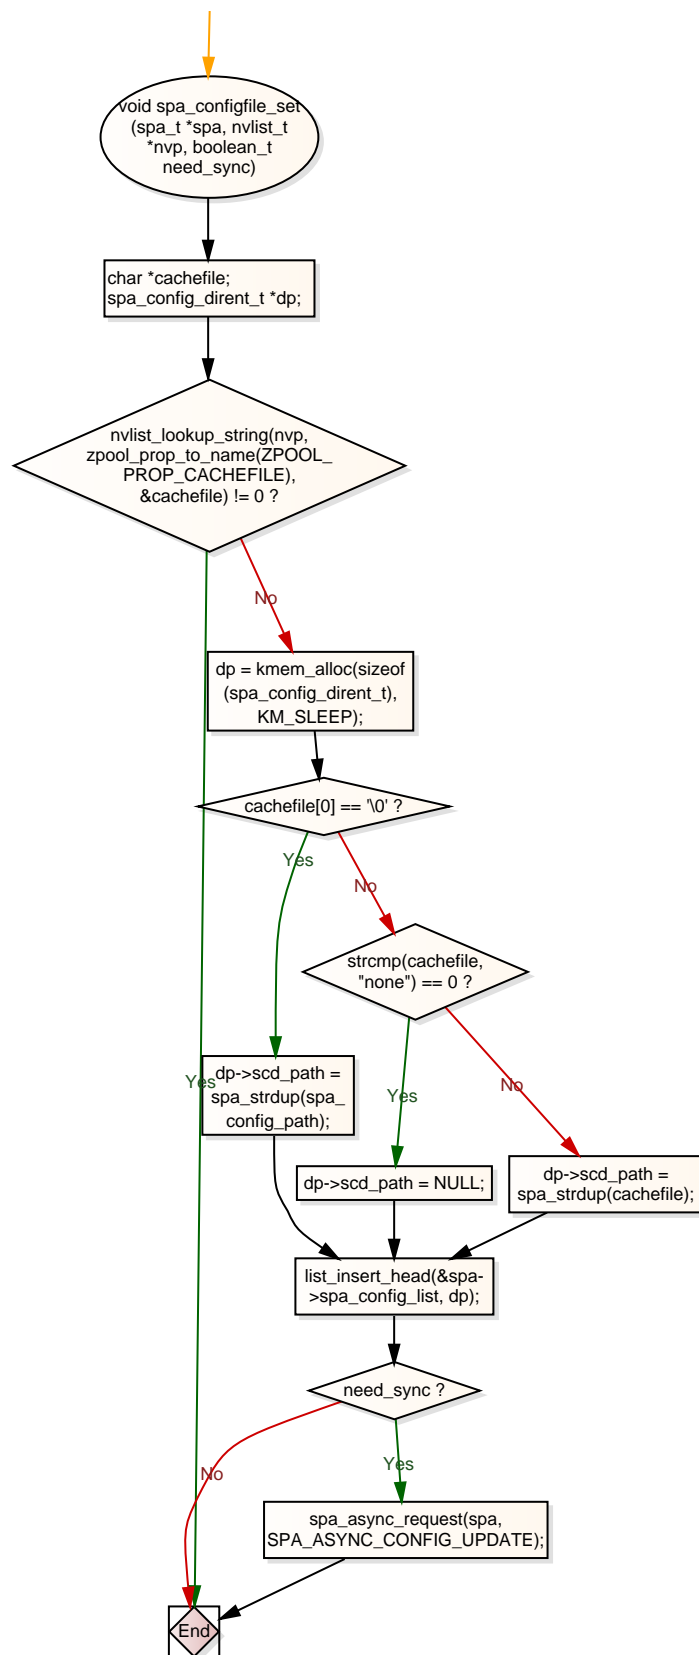 void spa_configfile_set
(spa_t *spa, nvlist_t
*nvp, boolean_t
need_sync)
char *cachefile;
spa_config_dirent_t *dp;
nvlist_lookup_string(nvp,
zpool_prop_to_name(ZPOOL_
PROP_CACHEFILE),
&cachefile) != 0 ?
No
dp = kmem_alloc(sizeof
(spa_config_dirent_t),
KM_SLEEP);
cachefile[0] == '\0' ?
Yes
No
strcmp(cachefile,
"none") == 0 ?
Yes
dp->scd_path =
spa_strdup(spa_
config_path);
Yes
No
dp->scd_path = NULL;
dp->scd_path =
spa_strdup(cachefile);
list_insert_head(&spa-
>spa_config_list, dp);
need_sync ?
No
Yes
spa_async_request(spa,
SPA_ASYNC_CONFIG_UPDATE);
End